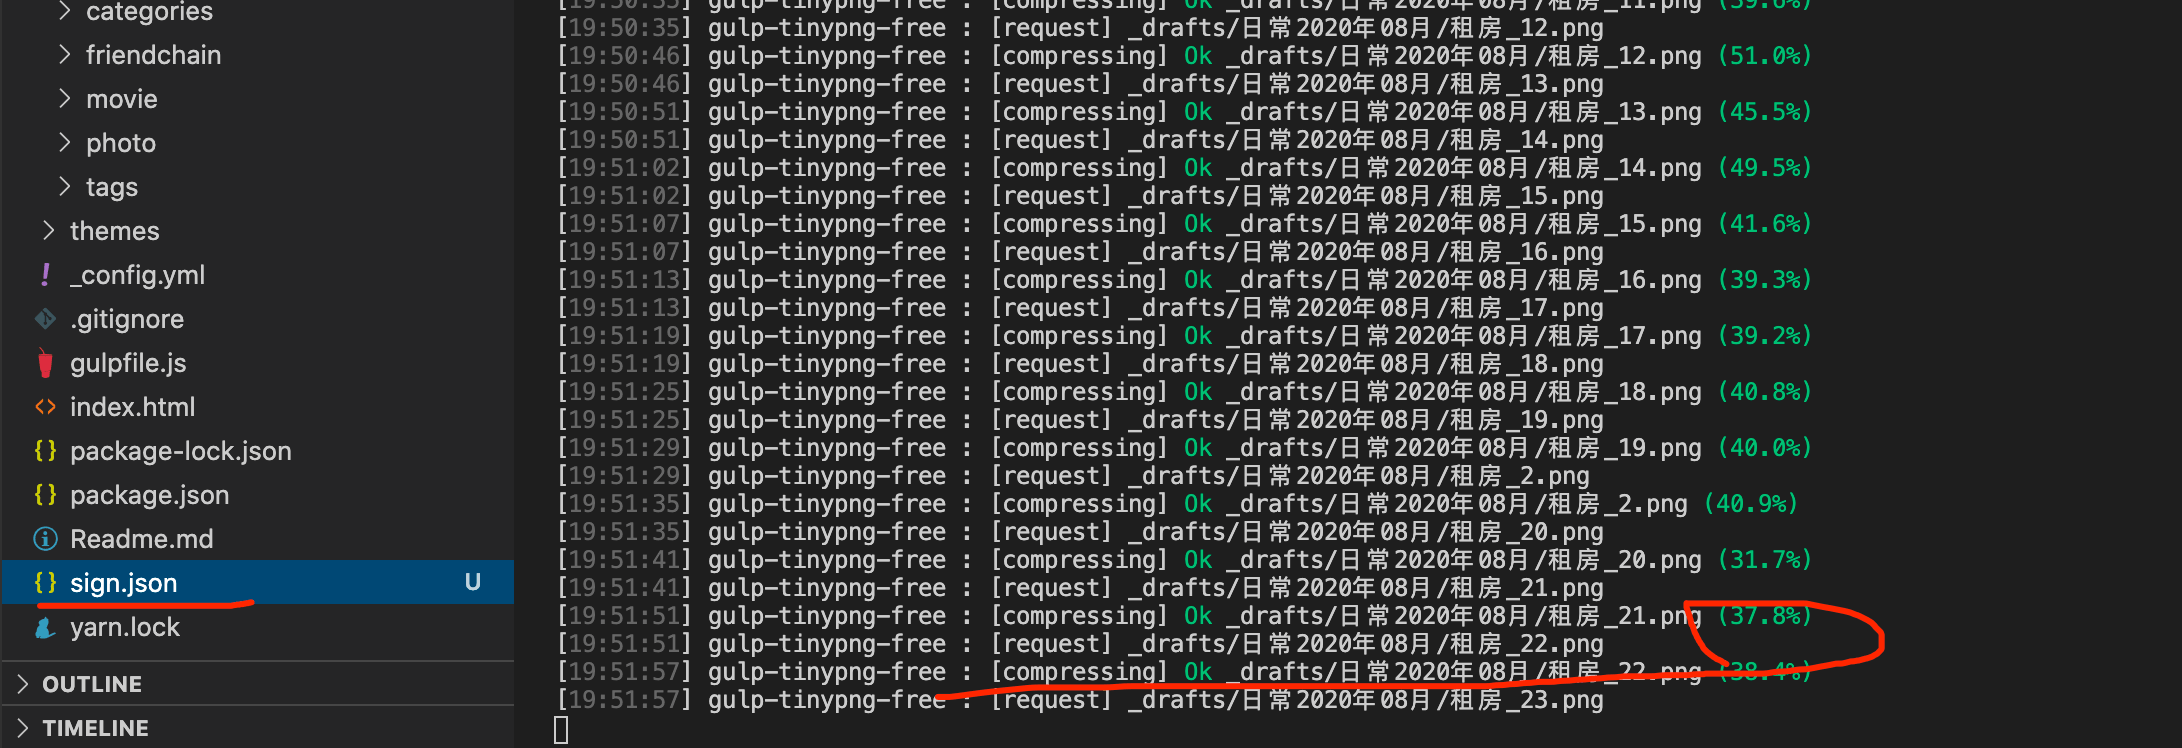 categories
friendchain
movie
photo
tags
themes
! _config.yml
.gitignore
gulpfile.js
<> index.html
{} package-lock.json
{} package.json
Readme.md
{} sign.json U
yarn.lock
OUTLINE
TIMELINE
[19:50:35] gulp-tinypng-free : [compressing] Ok _drafts/日常2020年08月/租房_11.png (39.6%)
[19:50:35] gulp-tinypng-free : [request] _drafts/日常2020年08月/租房_12.png
[19:50:46] gulp-tinypng-free : [compressing] Ok _drafts/日常2020年08月/租房_12.png (51.0%)
[19:50:46] gulp-tinypng-free : [request] _drafts/日常2020年08月/租房_13.png
[19:50:51] gulp-tinypng-free : [compressing] Ok _drafts/日常2020年08月/租房_13.png (45.5%)
[19:50:51] gulp-tinypng-free : [request] _drafts/日常2020年08月/租房_14.png
[19:51:02] gulp-tinypng-free : [compressing] Ok _drafts/日常2020年08月/租房_14.png (49.5%)
[19:51:02] gulp-tinypng-free : [request] _drafts/日常2020年08月/租房_15.png
[19:51:07] gulp-tinypng-free : [compressing] Ok _drafts/日常2020年08月/租房_15.png (41.6%)
[19:51:07] gulp-tinypng-free : [request] _drafts/日常2020年08月/租房_16.png
[19:51:13] gulp-tinypng-free : [compressing] Ok _drafts/日常2020年08月/租房_16.png (39.3%)
[19:51:13] gulp-tinypng-free : [request] _drafts/日常2020年08月/租房_17.png
[19:51:19] gulp-tinypng-free : [compressing] Ok _drafts/日常2020年08月/租房_17.png (39.2%)
[19:51:19] gulp-tinypng-free : [request] _drafts/日常2020年08月/租房_18.png
[19:51:25] gulp-tinypng-free : [compressing] Ok _drafts/日常2020年08月/租房_18.png (40.8%)
[19:51:25] gulp-tinypng-free : [request] _drafts/日常2020年08月/租房_19.png
[19:51:29] gulp-tinypng-free : [compressing] Ok _drafts/日常2020年08月/租房_19.png (40.0%)
[19:51:29] gulp-tinypng-free : [request] _drafts/日常2020年08月/租房_2.png
[19:51:35] gulp-tinypng-free : [compressing] Ok _drafts/日常2020年08月/租房_2.png (40.9%)
[19:51:35] gulp-tinypng-free : [request] _drafts/日常2020年08月/租房_20.png
[19:51:41] gulp-tinypng-free : [compressing] Ok _drafts/日常2020年08月/租房_20.png (31.7%)
[19:51:41] gulp-tinypng-free : [request] _drafts/日常2020年08月/租房_21.png
[19:51:51] gulp-tinypng-free : [compressing] Ok _drafts/日常2020年08月/租房_21.png (37.8%)
[19:51:51] gulp-tinypng-free : [request] _drafts/日常2020年08月/租房_22.png
[19:51:57] gulp-tinypng-free : [compressing] Ok _drafts/日常2020年08月/租房_22.png (38.4%)
[19:51:57] gulp-tinypng-free : [request] _drafts/日常2020年08月/租房_23.png